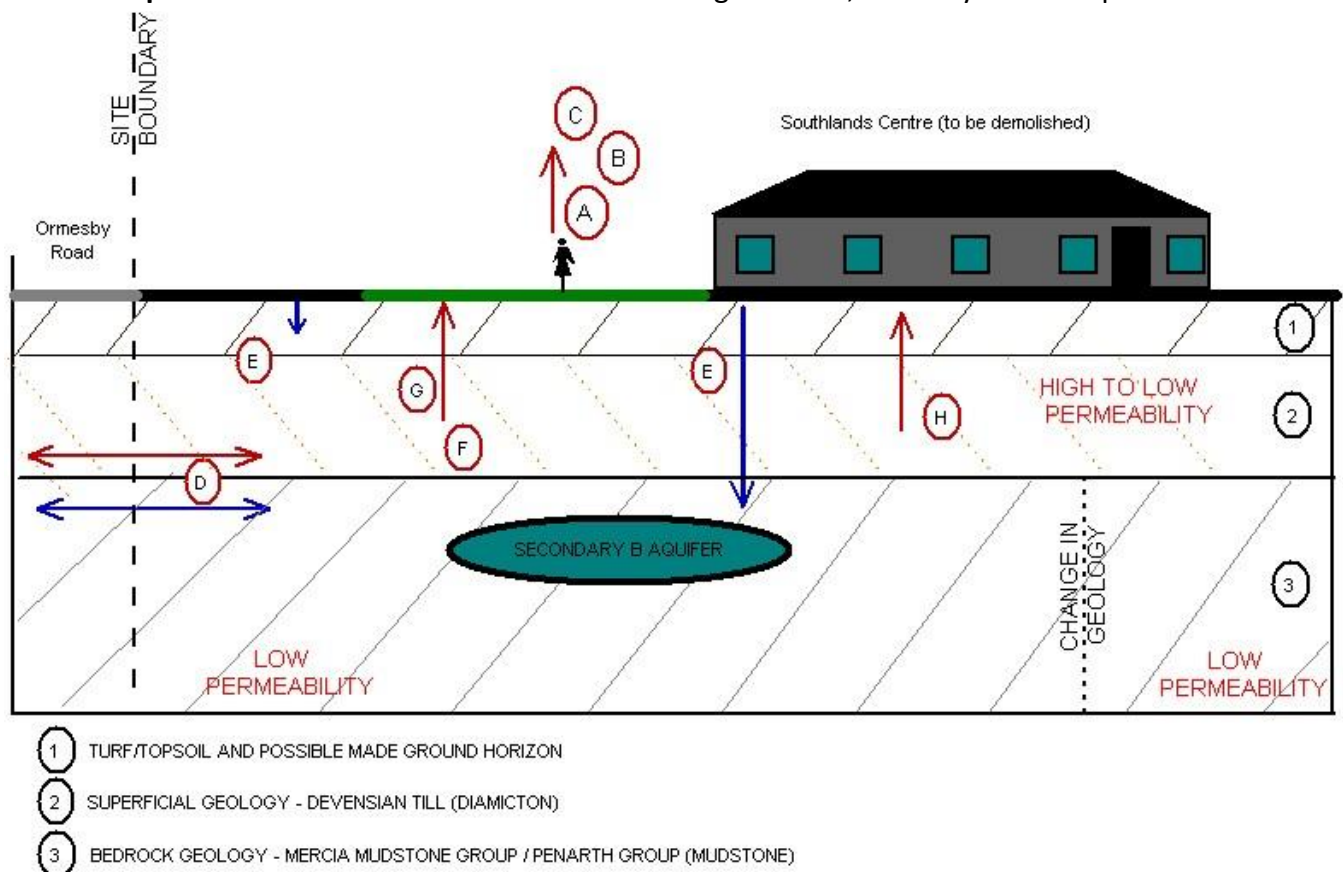 SITE
BOUNDARY
C
B
A
Southlands Centre (to be demolished)
Ormesby
Road
1
E
G
E
F
H
HIGH TO LOW
PERMEABILITY
2
D
SECONDARY B AQUIFER
CHANGE IN
GEOLOGY
3
LOW
PERMEABILITY
LOW
PERMEABILITY
1 TURF/TOPSOIL AND POSSIBLE MADE GROUND HORIZON
2 SUPERFICIAL GEOLOGY - DEVENSIAN TILL (DIAMICTON)
3 BEDROCK GEOLOGY - MERCIA MUDSTONE GROUP / PENARTH GROUP (MUDSTONE)